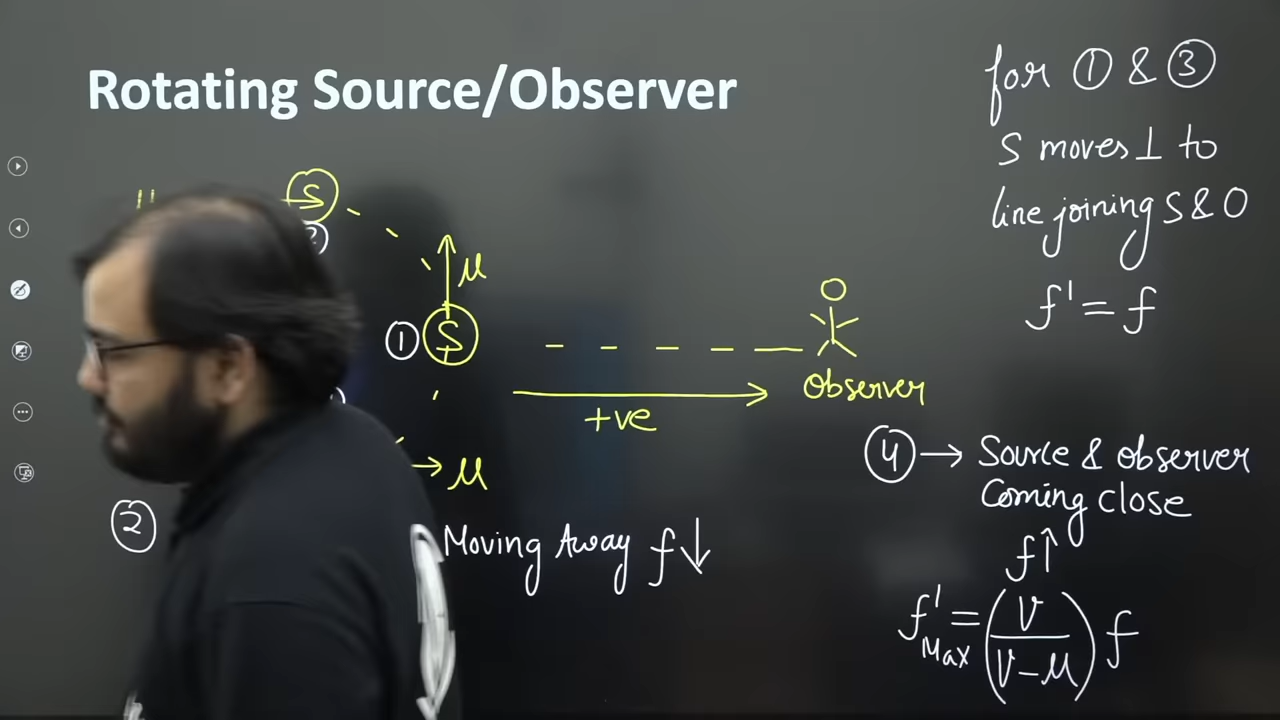 Rotating Source/Observer
for ① & ③
S moves ⊥ to
line joining S & O
f' = f
S
②
μ
① S
Observer
+ve
μ
④ → Source & observer
Coming close
f↑
② Moving Away f↓
f'Max = (V / V-μ) f